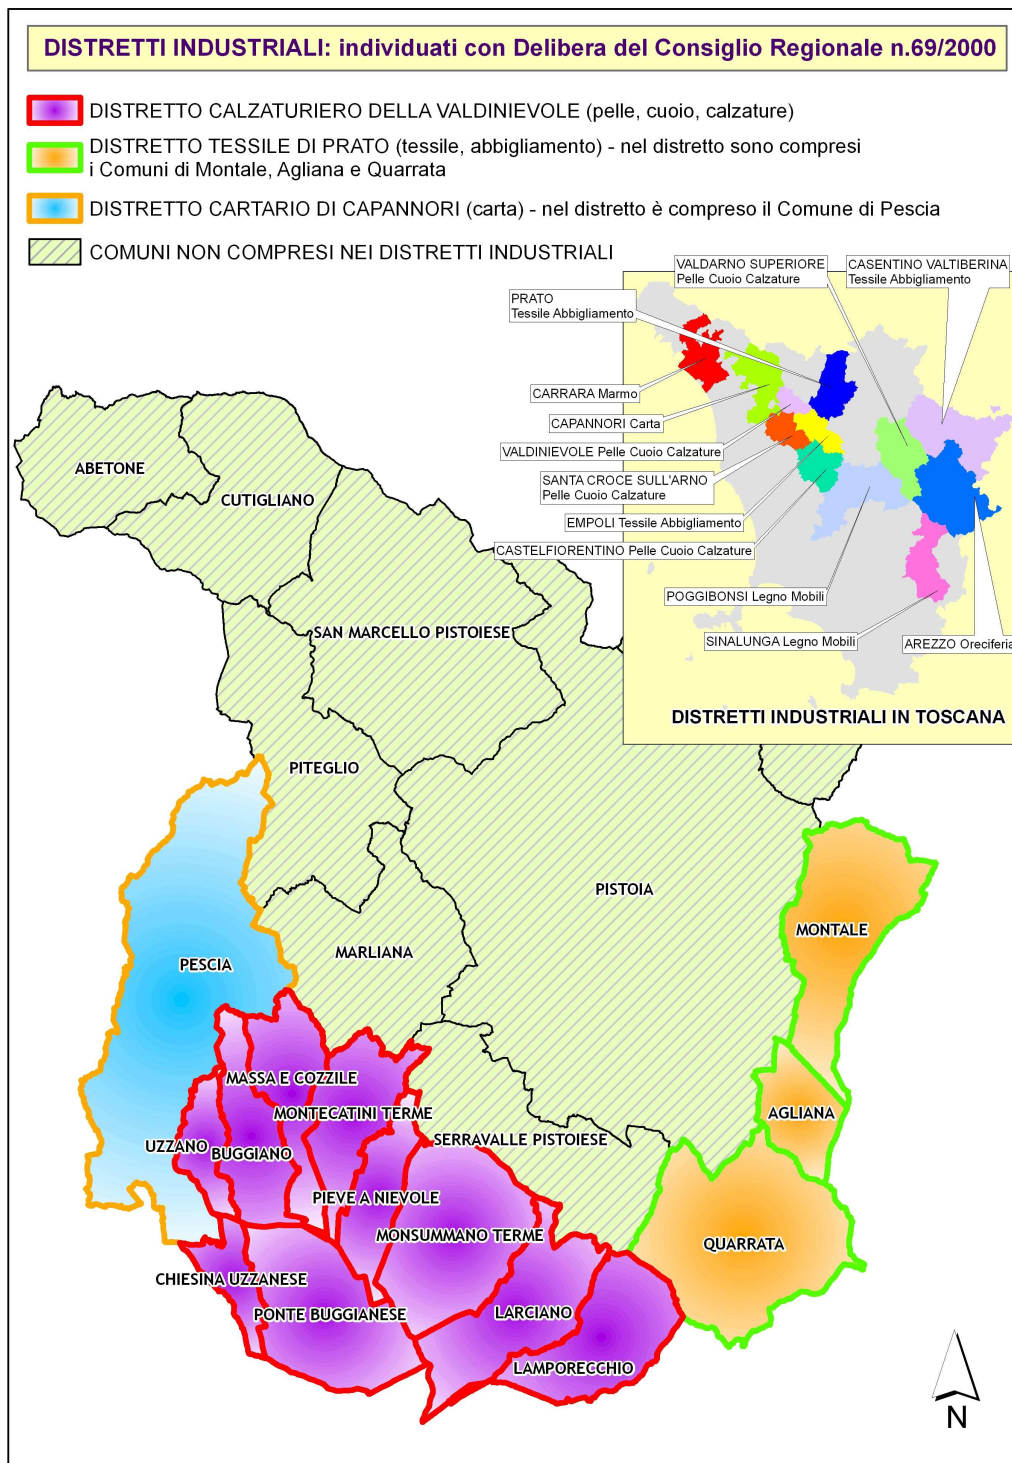 DISTRETTI INDUSTRIALI: individuati con Delibera del Consiglio Regionale n.69/2000
DISTRETTO CALZATURIERO DELLA VALDINIEVOLE (pelle, cuoio, calzature)
DISTRETTO TESSILE DI PRATO (tessile, abbigliamento) - nel distretto sono compresi
i Comuni di Montale, Agliana e Quarrata
DISTRETTO CARTARIO DI CAPANNORI (carta) - nel distretto è compreso il Comune di Pescia
COMUNI NON COMPRESI NEI DISTRETTI INDUSTRIALI
VALDARNO SUPERIORE
Pelle Cuoio Calzature
CASENTINO VALTIBERINA
Tessile Abbigliamento
PRATO
Tessile Abbigliamento
CARRARA Marmo
CAPANNORI Carta
VALDINIEVOLE Pelle Cuoio Calzature
SANTA CROCE SULL'ARNO
Pelle Cuoio Calzature
EMPOLI Tessile Abbigliamento
CASTELFIORENTINO Pelle Cuoio Calzature
POGGIBONSI Legno Mobili
SINALUNGA Legno Mobili
AREZZO Oreciferia
DISTRETTI INDUSTRIALI IN TOSCANA
ABETONE
CUTIGLIANO
SAN MARCELLO PISTOIESE
PITEGLIO
PISTOIA
MONTALE
MARLIANA
PESCIA
MASSA E COZZILE
MONTECATINI TERME
AGLIANA
SERRAVALLE PISTOIESE
UZZANO
BUGGIANO
PIEVE A NIEVOLE
MONSUMMANO TERME
QUARRATA
CHIESINA UZZANESE
PONTE BUGGIANESE
LARCIANO
LAMPORECCHIO
N